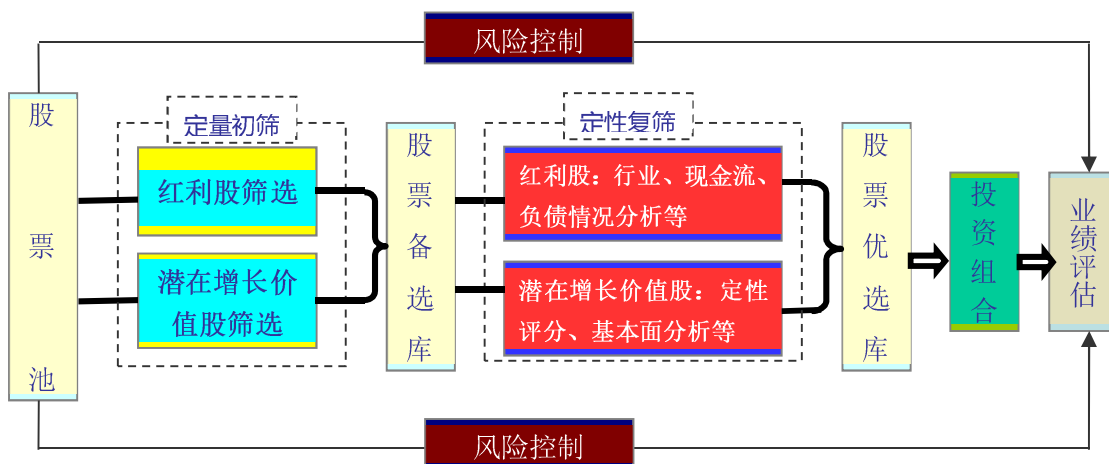 风险控制
股票池
定量初筛
红利股筛选
潜在增长价
值股筛选
股票备选库
定性复筛
红利股：行业、现金流、
负债情况分析等
潜在增长价值股：定性
评分、基本面分析等
股票优选库
投资组合
业绩评估
风险控制